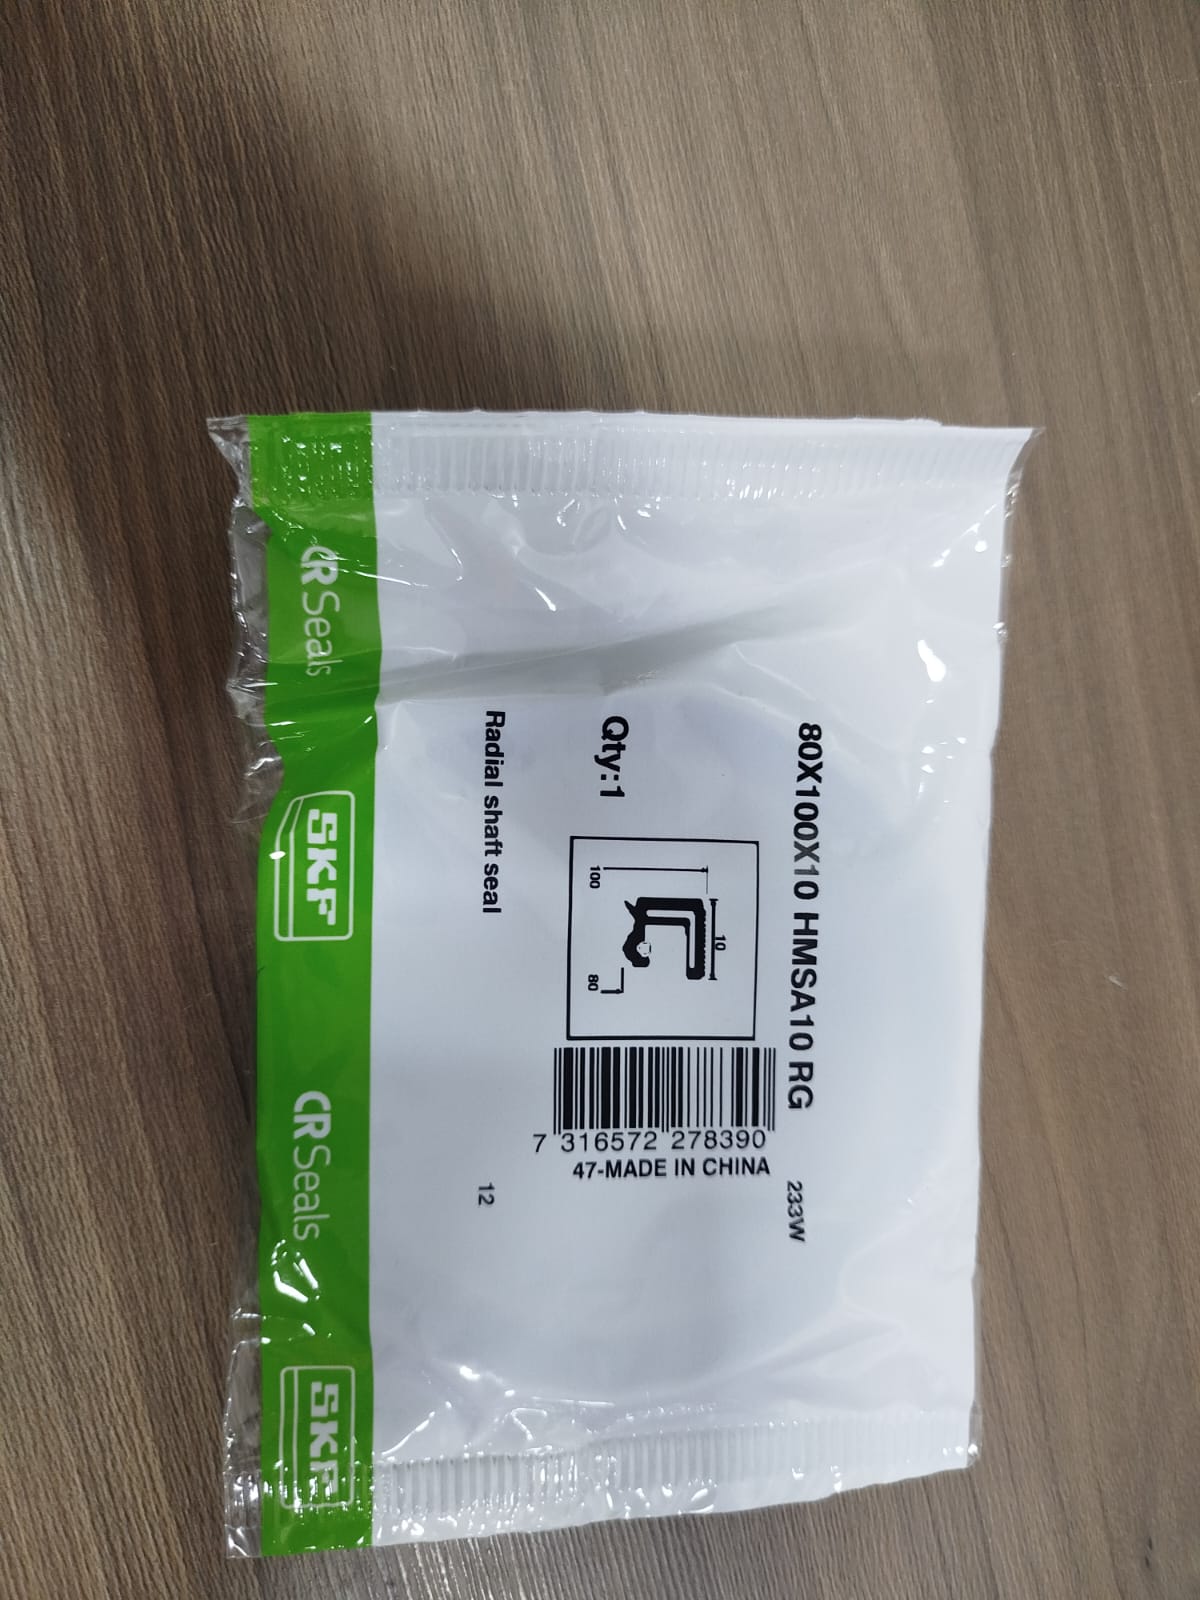 80X100X10 HMSA10 RG
233W
Qty:1
10
100
80
7 316572 278390
47-MADE IN CHINA
Radial shaft seal
12
CR Seals
SKF
CR Seals
SKF